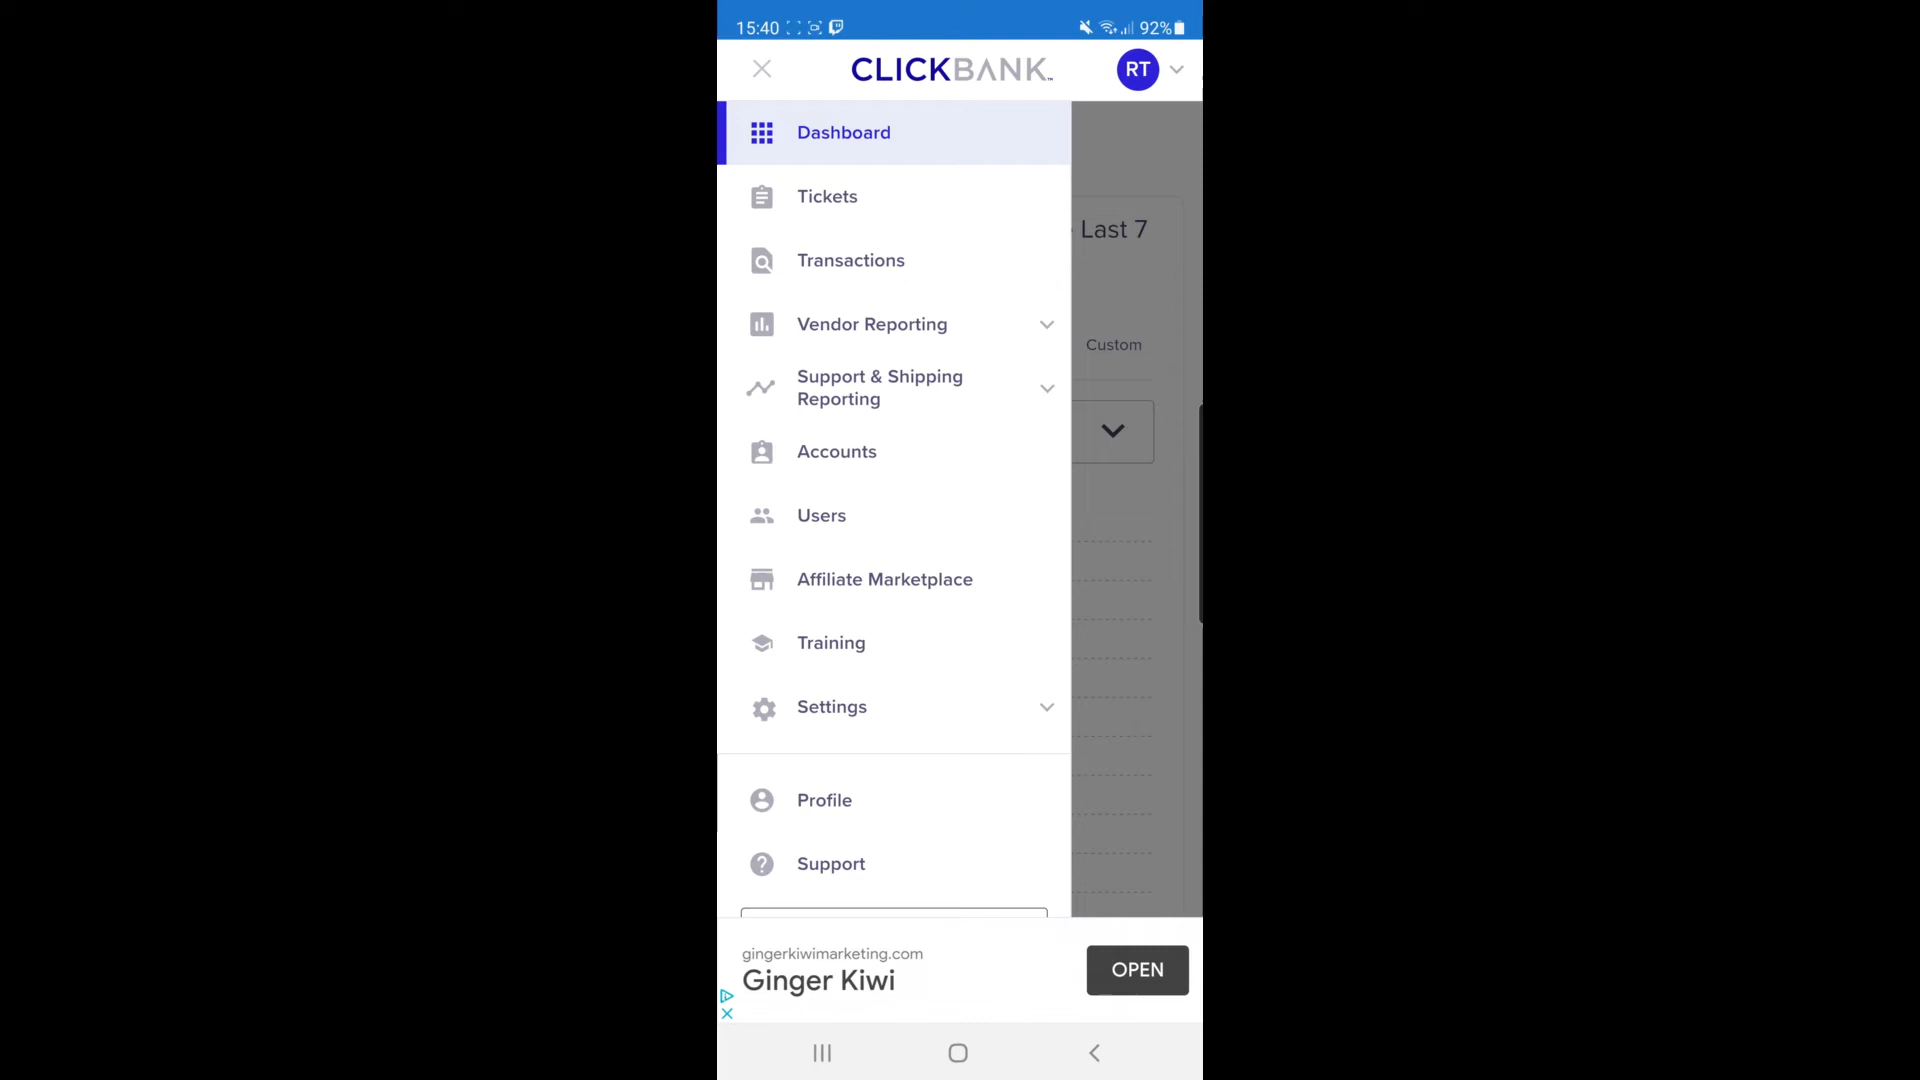 15:40 92%
CLICKBANK™ RT
Dashboard
Tickets
Last 7
Transactions
Vendor Reporting
Custom
Support & Shipping
Reporting
Accounts
Users
Affiliate Marketplace
Training
Settings
Profile
Support
gingerkiwimarketing.com
Ginger Kiwi
OPEN